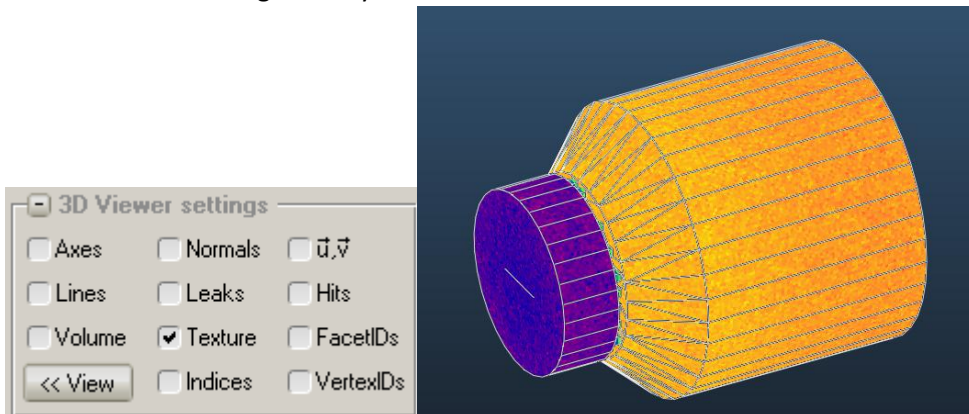 3D Viewer settings
Axes Normals u⃗,v⃗
Lines Leaks Hits
Volume Texture FacetIDs
<< View Indices VertexIDs